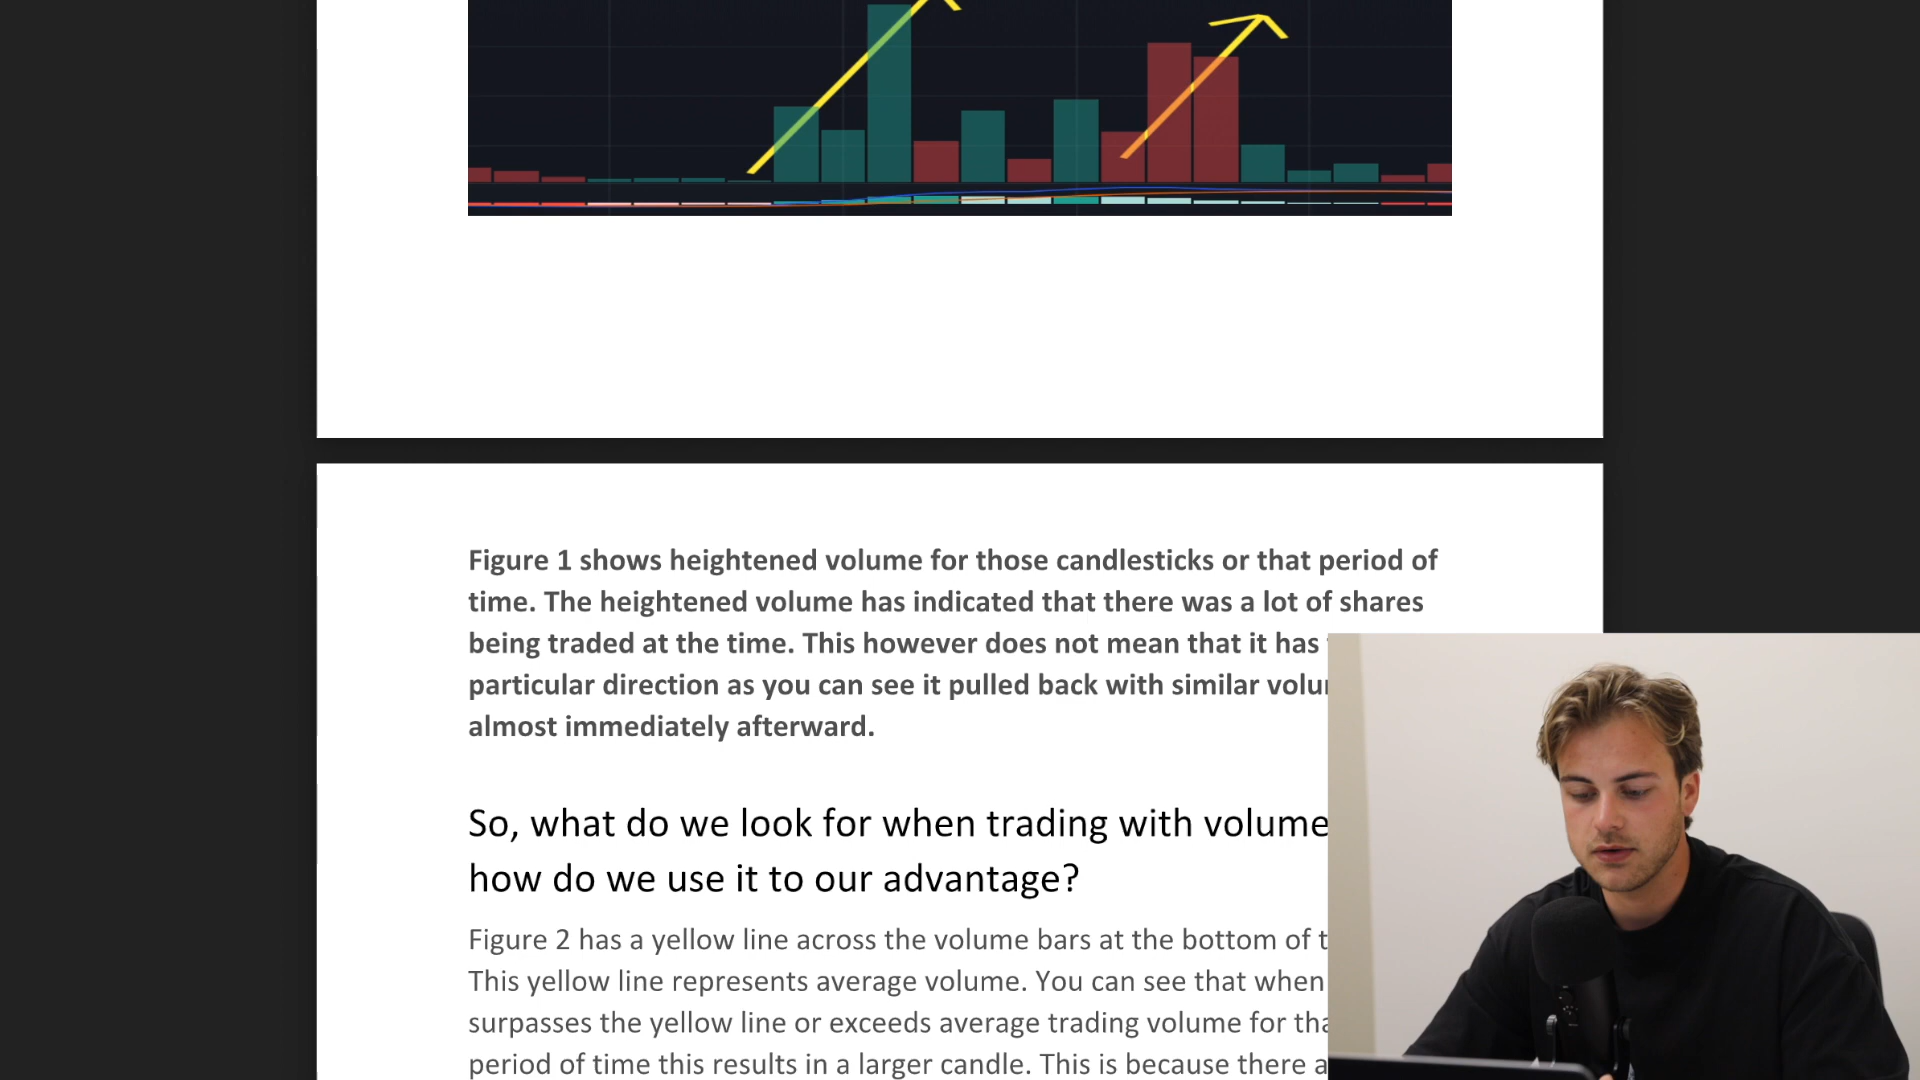 Figure 1 shows heightened volume for those candlesticks or that period of
time. The heightened volume has indicated that there was a lot of shares
being traded at the time. This however does not mean that it has
particular direction as you can see it pulled back with similar
almost immediately afterward.
So, what do we look for when trading with volume
how do we use it to our advantage?
Figure 2 has a yellow line across the volume bars at the bottom of
This yellow line represents average volume. You can see that when
surpasses the yellow line or exceeds average trading volume for
period of time this results in a larger candle. This is because there